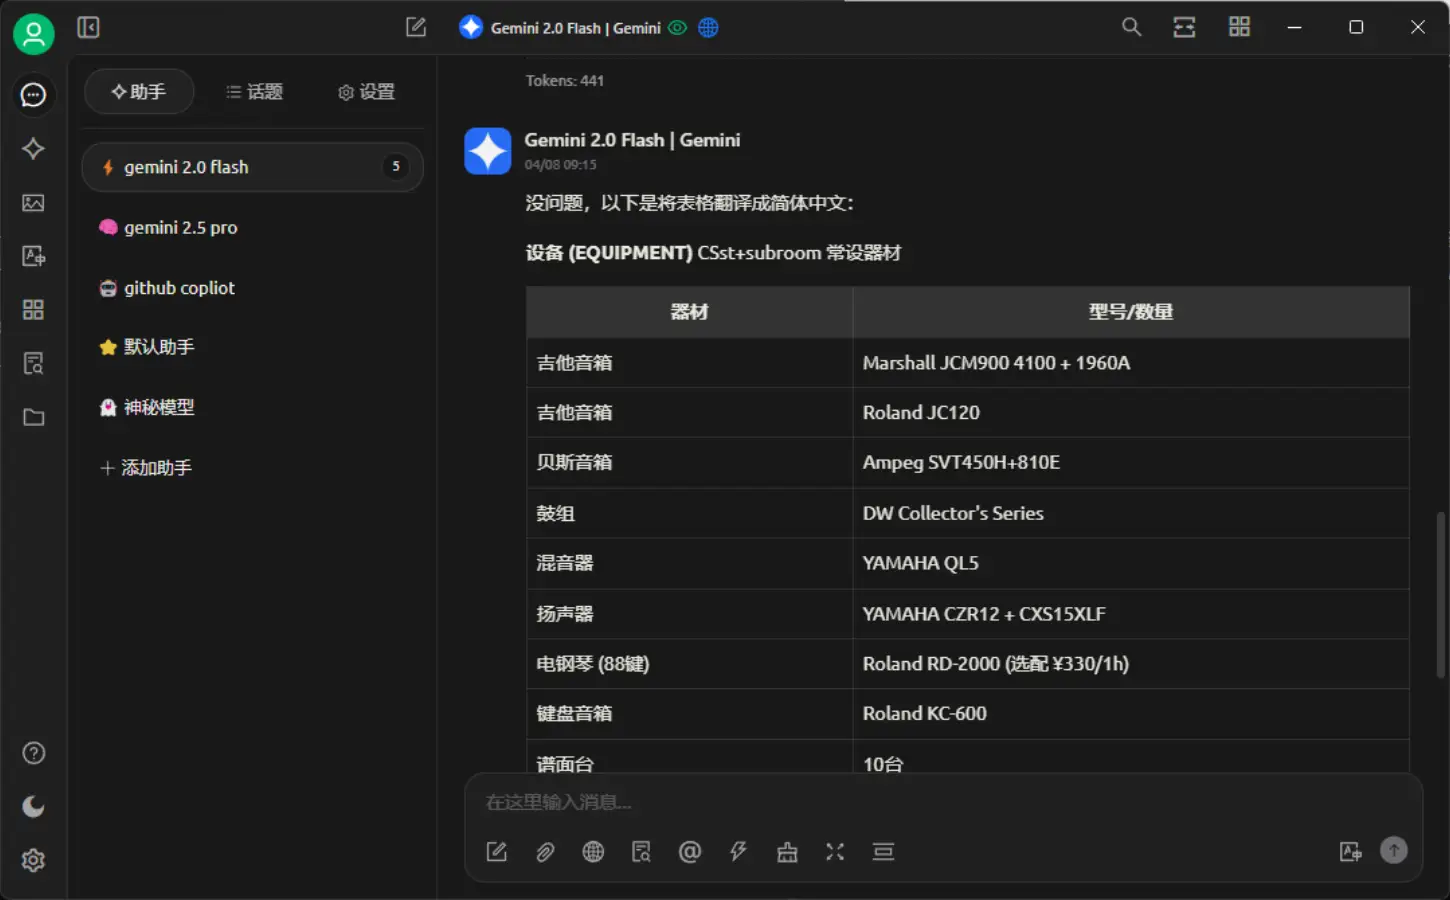 Gemini 2.0 Flash | Gemini
助手
话题
设置
gemini 2.0 flash
5
gemini 2.5 pro
github copliot
默认助手
神秘模型
添加助手
Tokens: 441
Gemini 2.0 Flash | Gemini
04/08 09:15
没问题，以下是将表格翻译成简体中文：
设备 (EQUIPMENT) CSst+subroom 常设器材
器材 型号/数量
吉他音箱 Marshall JCM900 4100 + 1960A
吉他音箱 Roland JC120
贝斯音箱 Ampeg SVT450H+810E
鼓组 DW Collector's Series
混音器 YAMAHA QL5
扬声器 YAMAHA CZR12 + CXS15XLF
电钢琴 (88键) Roland RD-2000 (选配 ¥330/1h)
键盘音箱 Roland KC-600
谱面台 10台
在这里输入消息...